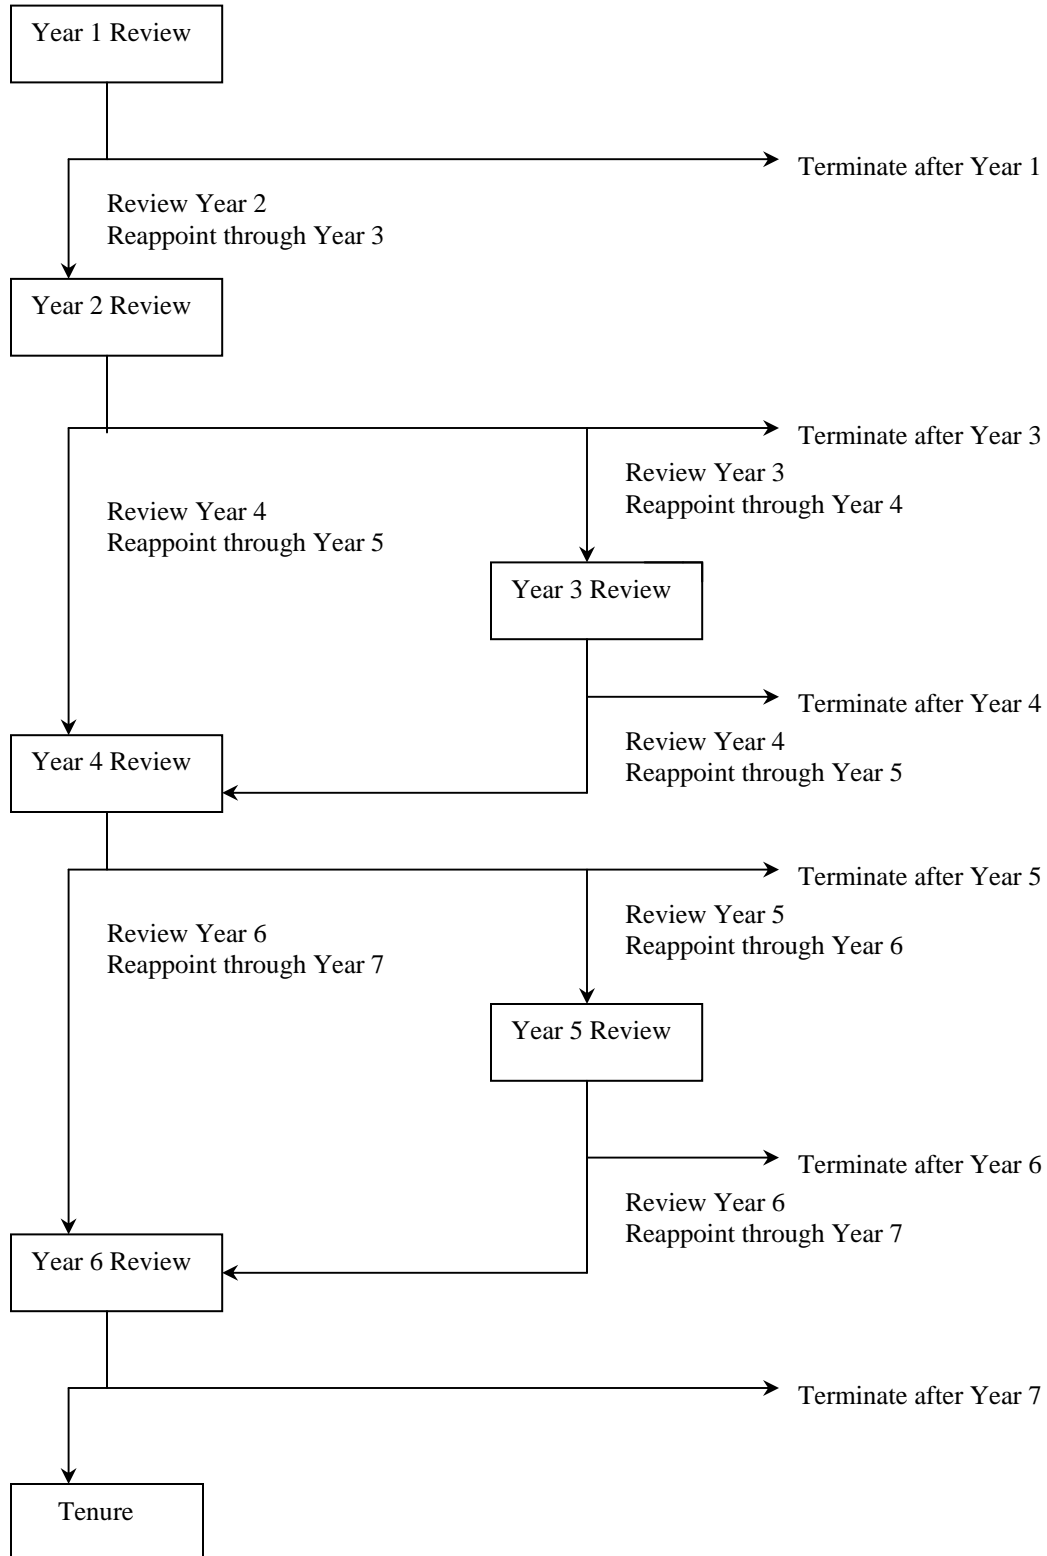 Year 1 Review
Terminate after Year 1
Review Year 2
Reappoint through Year 3
Year 2 Review
Terminate after Year 3
Review Year 3
Reappoint through Year 4
Review Year 4
Reappoint through Year 5
Year 3 Review
Terminate after Year 4
Review Year 4
Reappoint through Year 5
Year 4 Review
Terminate after Year 5
Review Year 5
Reappoint through Year 6
Review Year 6
Reappoint through Year 7
Year 5 Review
Terminate after Year 6
Review Year 6
Reappoint through Year 7
Year 6 Review
Terminate after Year 7
Tenure